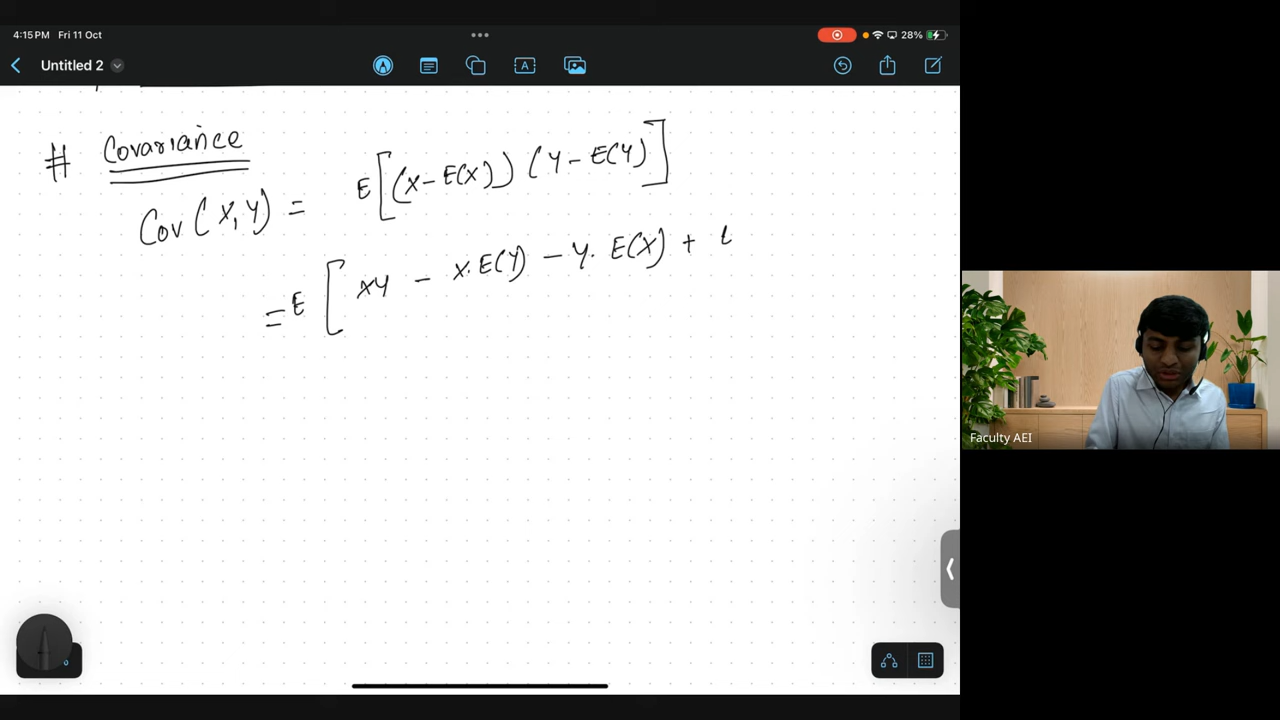 4:15 PM Fri 11 Oct
28%
Untitled 2
A
# Covariance
Cov(X,Y) = E[(X-E(X)) (Y-E(Y)]
= E [ XY - X.E(Y) - Y. E(X) +
Faculty AEI